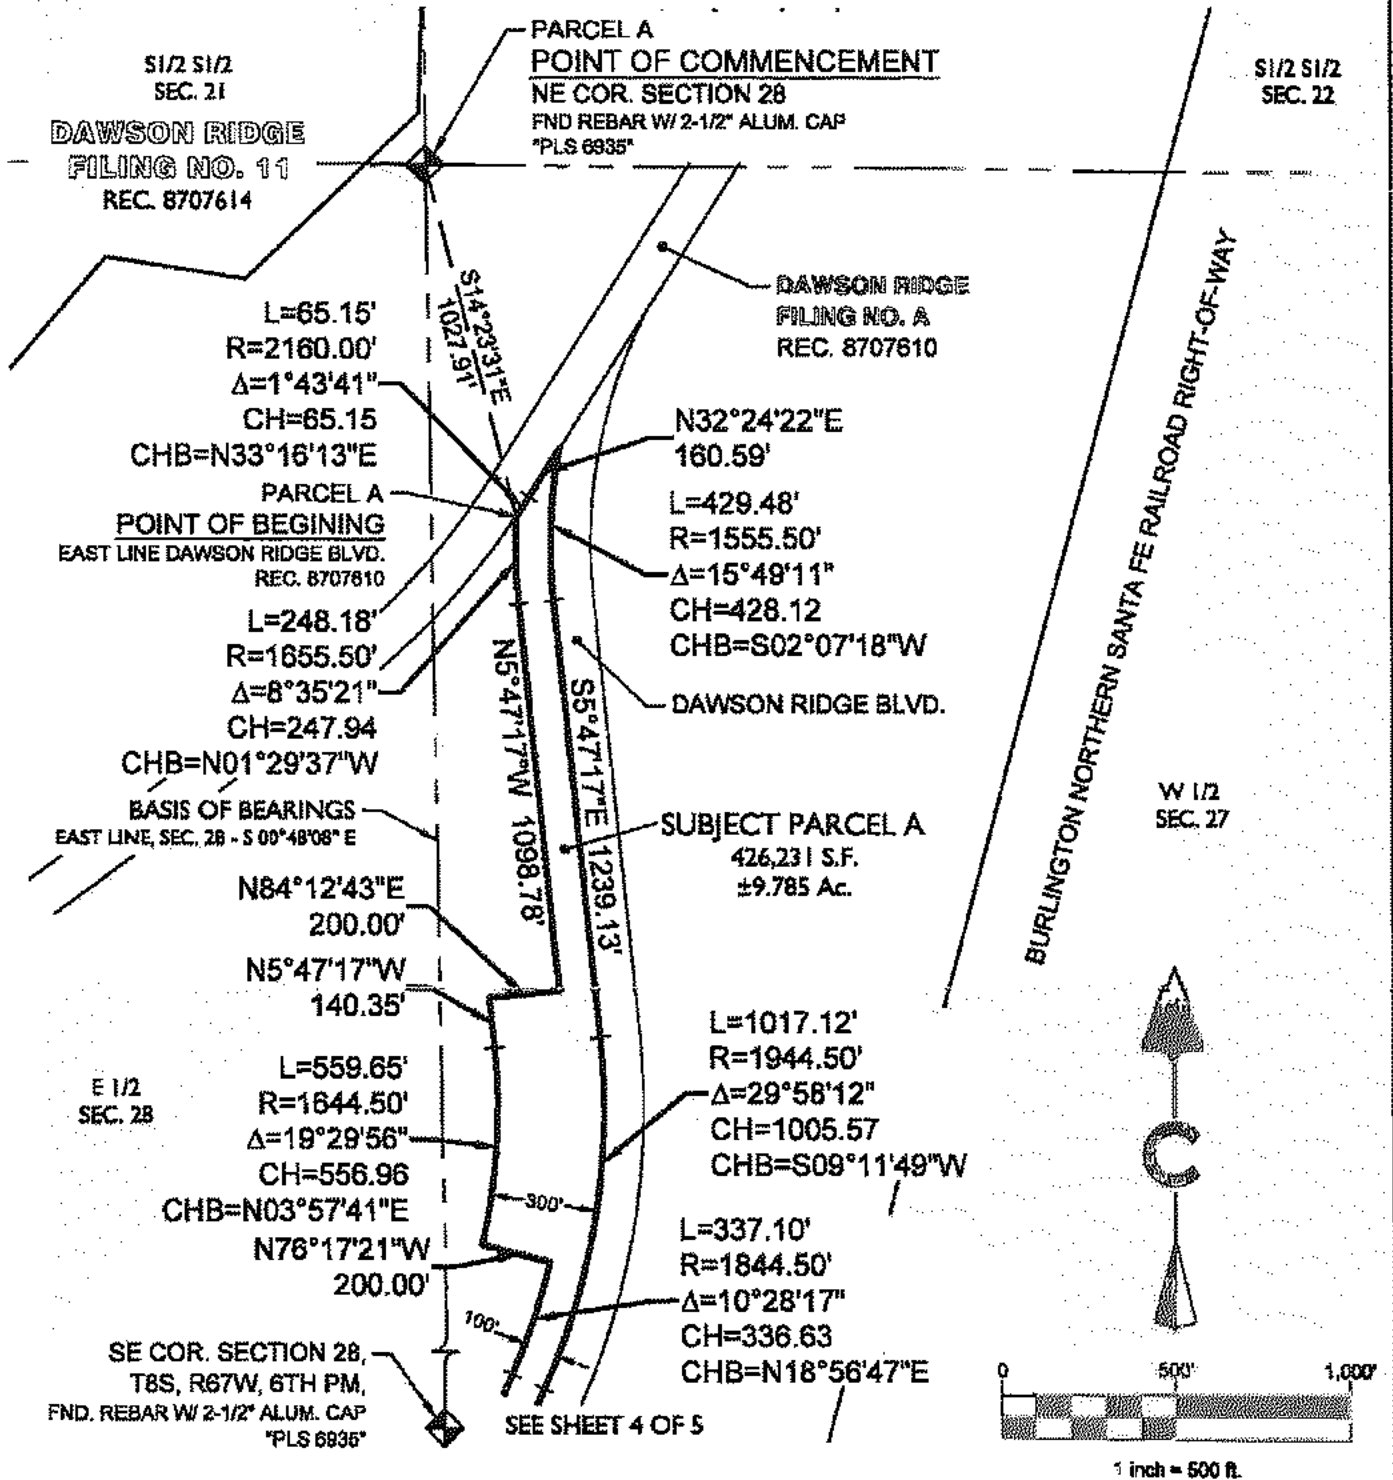 PARCEL A
POINT OF COMMENCEMENT
NE COR. SECTION 28
FND REBAR W/ 2-1/2" ALUM. CAP
"PLS 6935"
S1/2 S1/2
SEC. 21
DAWSON RIDGE
FILING NO. 11
REC. 8707614
S1/2 S1/2
SEC. 22
S14°23'31"E
1027.91'
DAWSON RIDGE
FILING NO. A
REC. 8707610
BURLINGTON NORTHERN SANTA FE RAILROAD RIGHT-OF-WAY
L=65.15'
R=2160.00'
Δ=1°43'41"
CH=65.15
CHB=N33°16'13"E
PARCEL A
POINT OF BEGINING
EAST LINE DAWSON RIDGE BLVD.
REC. 8707610
N32°24'22"E
160.59'
L=429.48'
R=1555.50'
Δ=15°49'11"
CH=428.12
CHB=S02°07'18"W
L=248.18'
R=1655.50'
Δ=8°35'21"
CH=247.94
CHB=N01°29'37"W
DAWSON RIDGE BLVD.
N5°47'17"W 1098.78'
S5°47'17"E 1239.13'
BASIS OF BEARINGS
EAST LINE, SEC. 28 - S 00°48'08" E
SUBJECT PARCEL A
426,231 S.F.
±9.785 Ac.
W 1/2
SEC. 27
N84°12'43"E
200.00'
N5°47'17"W
140.35'
E 1/2
SEC. 28
L=559.65'
R=1644.50'
Δ=19°29'56"
CH=556.96
CHB=N03°57'41"E
L=1017.12'
R=1944.50'
Δ=29°58'12"
CH=1005.57
CHB=S09°11'49"W
300'
N76°17'21"W
200.00'
L=337.10'
R=1844.50'
Δ=10°28'17"
CH=336.63
CHB=N18°56'47"E
100'
SE COR. SECTION 28,
T8S, R67W, 6TH PM,
FND. REBAR W/ 2-1/2" ALUM. CAP
"PLS 6935"
SEE SHEET 4 OF 5
C
0 500' 1,000'
1 inch = 500 ft.